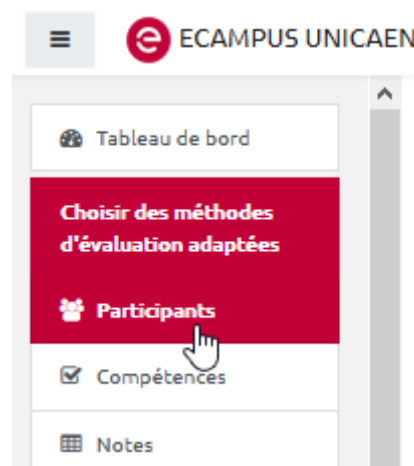 ECAMPUS UNICAEN
Tableau de bord
Choisir des méthodes
d'évaluation adaptées
Participants
Compétences
Notes